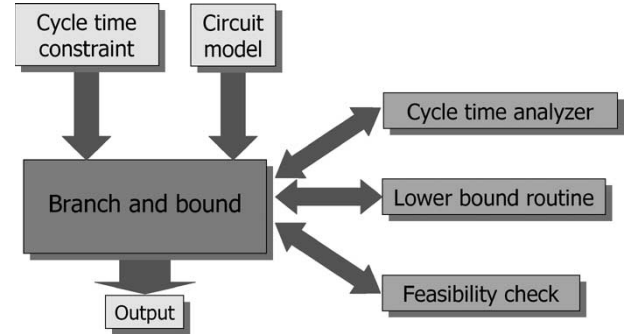 Cycle time
constraint
Circuit
model
Cycle time analyzer
Branch and bound
Lower bound routine
Feasibility check
Output